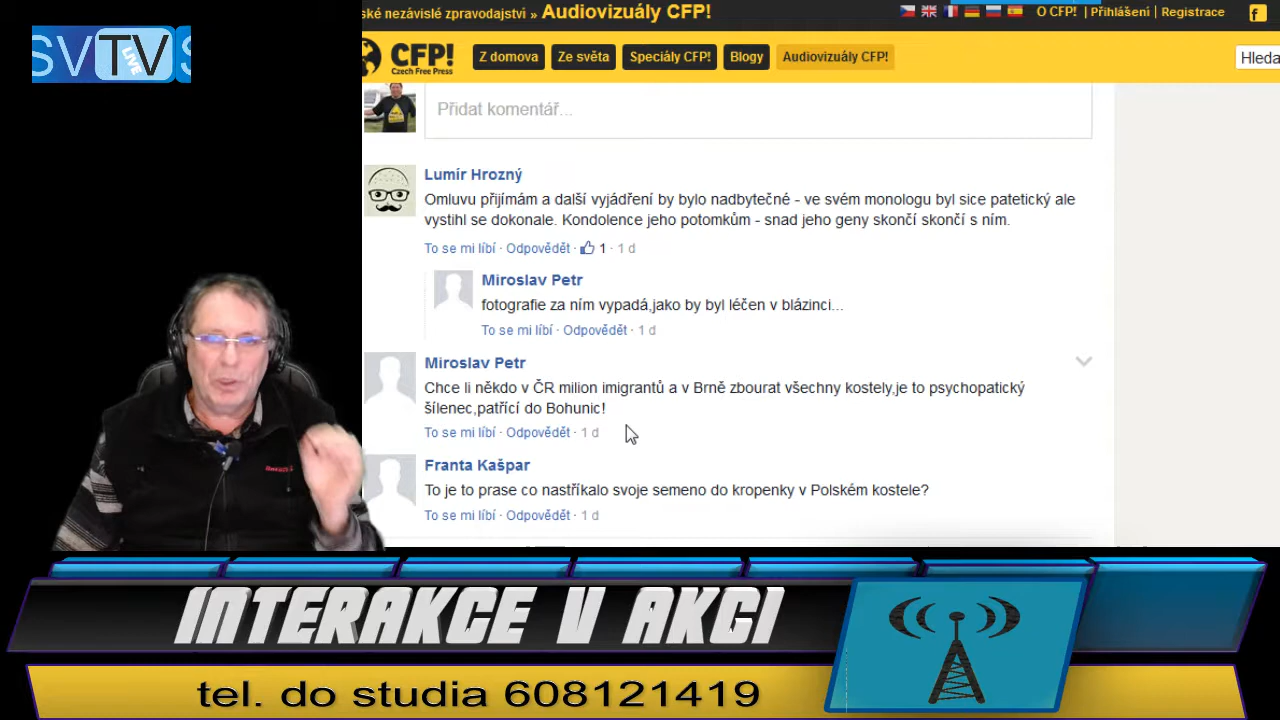 SVTV S
LIVE
ské nezávislé zpravodajství » Audiovizuály CFP!
O CFP! | Přihlášení | Registrace
f
CFP!
Czech Free Press
Z domova
Ze světa
Speciály CFP!
Blogy
Audiovizuály CFP!
Hleda
Přidat komentář...
Lumír Hrozný
Omluvu přijímám a další vyjádření by bylo nadbytečné - ve svém monologu byl sice patetický ale
vystihl se dokonale. Kondolence jeho potomkům - snad jeho geny skončí skončí s ním.
To se mi líbí · Odpovědět · 1 · 1 d
Miroslav Petr
fotografie za ním vypadá,jako by byl léčen v blázinci...
To se mi líbí · Odpovědět · 1 d
Miroslav Petr
Chce li někdo v ČR milion imigrantů a v Brně zbourat všechny kostely,je to psychopatický
šílenec,patřící do Bohunic!
To se mi líbí · Odpovědět · 1 d
Franta Kašpar
To je to prase co nastříkalo svoje semeno do kropenky v Polském kostele?
To se mi líbí · Odpovědět · 1 d
INTERAKCE V AKCI
tel. do studia 608121419